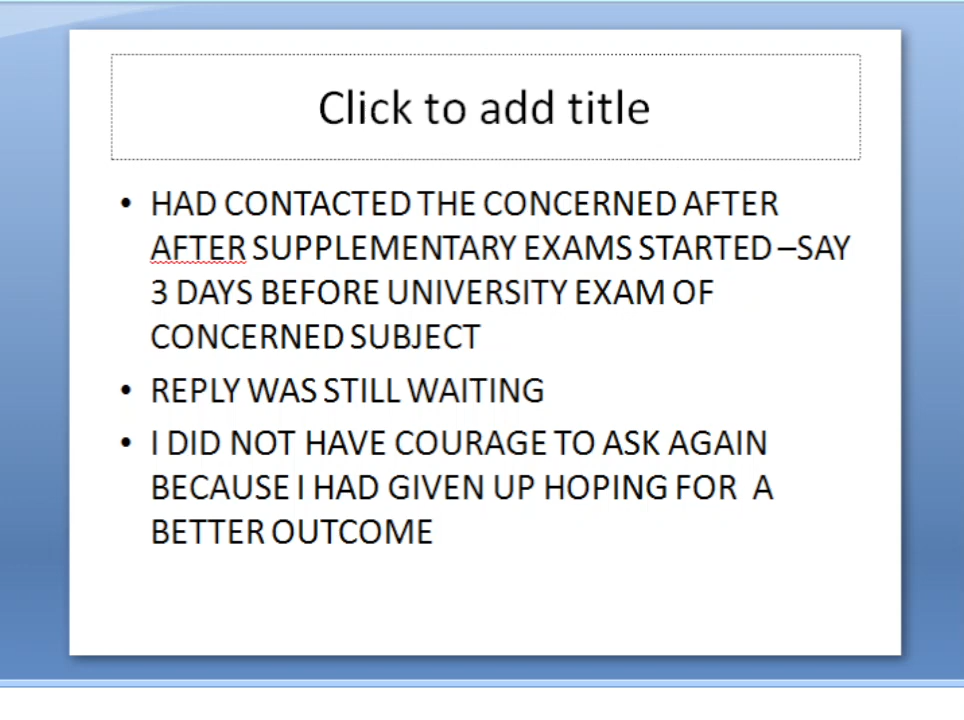 Click to add title
• HAD CONTACTED THE CONCERNED AFTER
AFTER SUPPLEMENTARY EXAMS STARTED –SAY
3 DAYS BEFORE UNIVERSITY EXAM OF
CONCERNED SUBJECT
• REPLY WAS STILL WAITING
• I DID NOT HAVE COURAGE TO ASK AGAIN
BECAUSE I HAD GIVEN UP HOPING FOR  A
BETTER OUTCOME